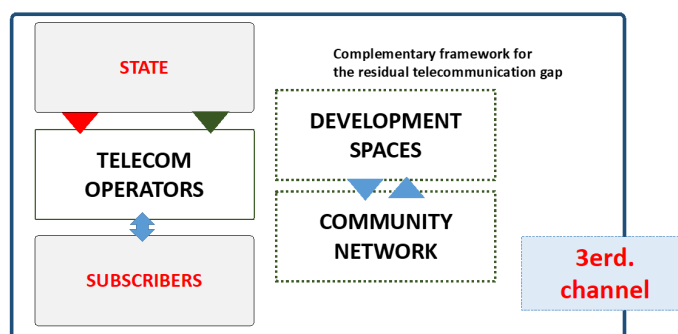 STATE
TELECOM
OPERATORS
SUBSCRIBERS
Complementary framework for
the residual telecommunication gap
DEVELOPMENT
SPACES
COMMUNITY
NETWORK
3erd.
channel